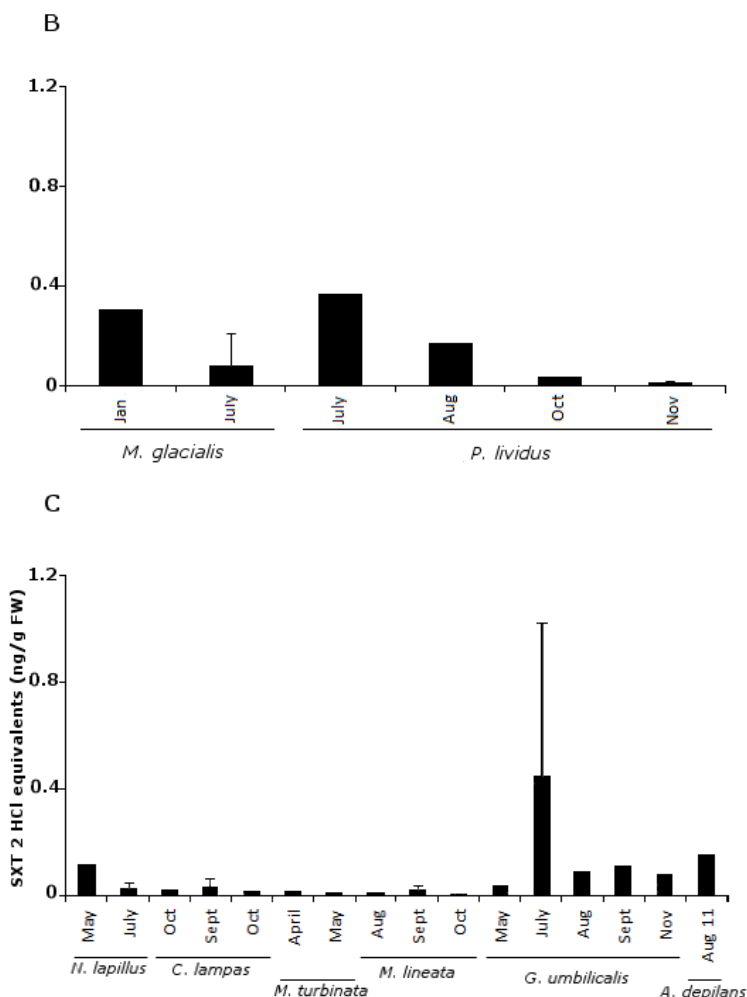 B
1.2
0.8
0.4
0
Jan
July
July
Aug
Oct
Nov
M. glacialis
P. lividus
C
SXT 2 HCl equivalents (ng/g FW)
1.2
0.8
0.4
0
May
July
Oct
Sept
Oct
April
May
Aug
Sept
Oct
May
July
Aug
Sept
Nov
Aug 11
N. lapillus
C. lampas
M. turbinata
M. lineata
G. umbilicalis
A. depilans